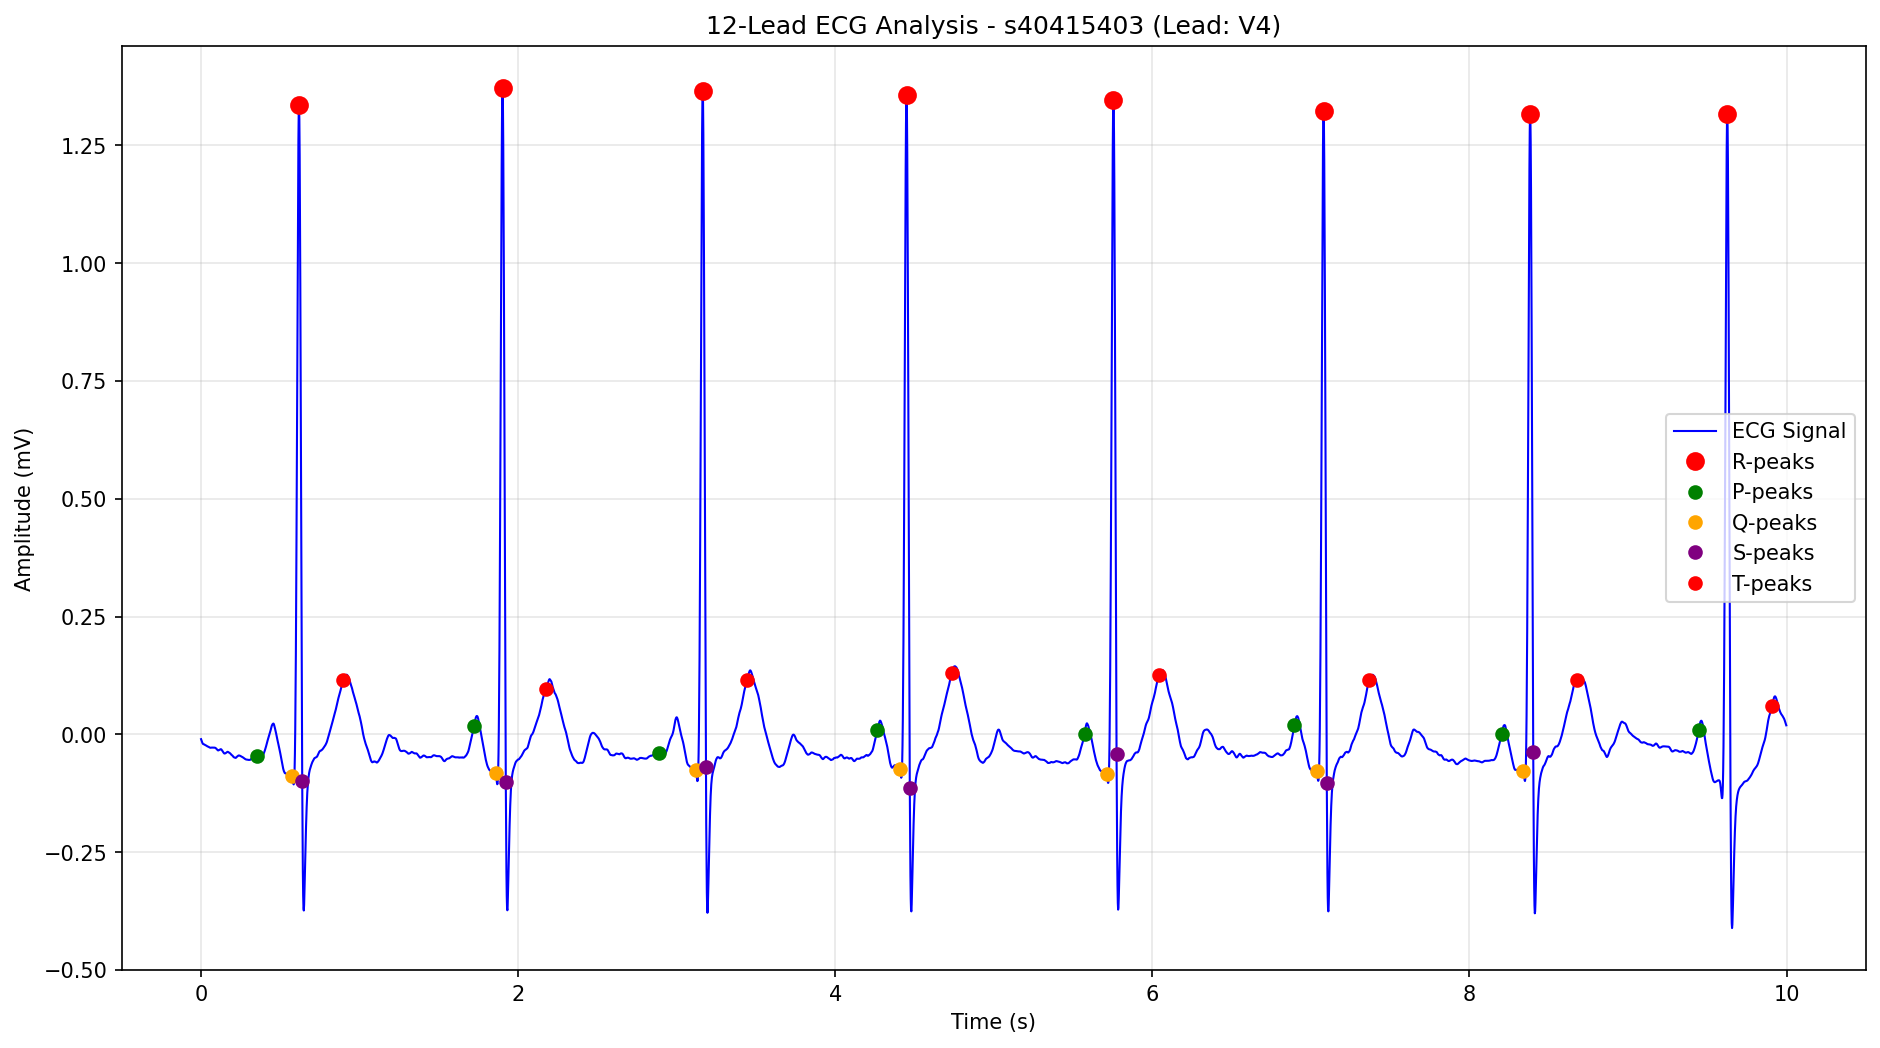 12-Lead ECG Analysis - s40415403 (Lead: V4)
Amplitude (mV)
1.25
1.00
0.75
0.50
0.25
0.00
−0.25
−0.50
ECG Signal
R-peaks
P-peaks
Q-peaks
S-peaks
T-peaks
0 2 4 6 8 10
Time (s)